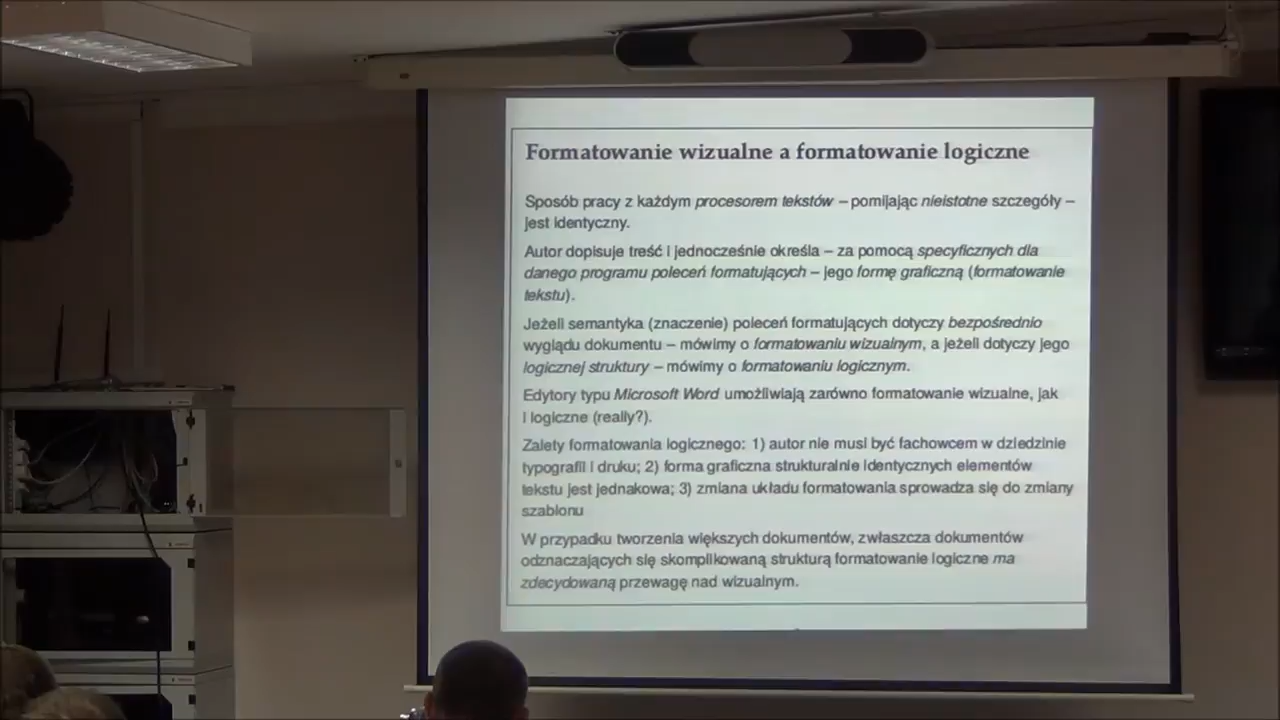 Formatowanie wizualne a formatowanie logiczne
Sposób pracy z każdym procesorem tekstów – pomijając nieistotne szczegóły –
jest identyczny.
Autor dopisuje treść i jednocześnie określa – za pomocą specyficznych dla
danego programu poleceń formatujących – jego formę graficzną (formatowanie
tekstu).
Jeżeli semantyka (znaczenie) poleceń formatujących dotyczy bezpośrednio
wyglądu dokumentu – mówimy o formatowaniu wizualnym, a jeżeli dotyczy jego
logicznej struktury – mówimy o formatowaniu logicznym.
Edytory typu Microsoft Word umożliwiają zarówno formatowanie wizualne, jak
i logiczne (really?).
Zalety formatowania logicznego: 1) autor nie musi być fachowcem w dziedzinie
typografii i druku; 2) forma graficzna strukturalnie identycznych elementów
tekstu jest jednakowa; 3) zmiana układu formatowania sprowadza się do zmiany
szablonu
W przypadku tworzenia większych dokumentów, zwłaszcza dokumentów
odznaczających się skomplikowaną strukturą formatowanie logiczne ma
zdecydowaną przewagę nad wizualnym.